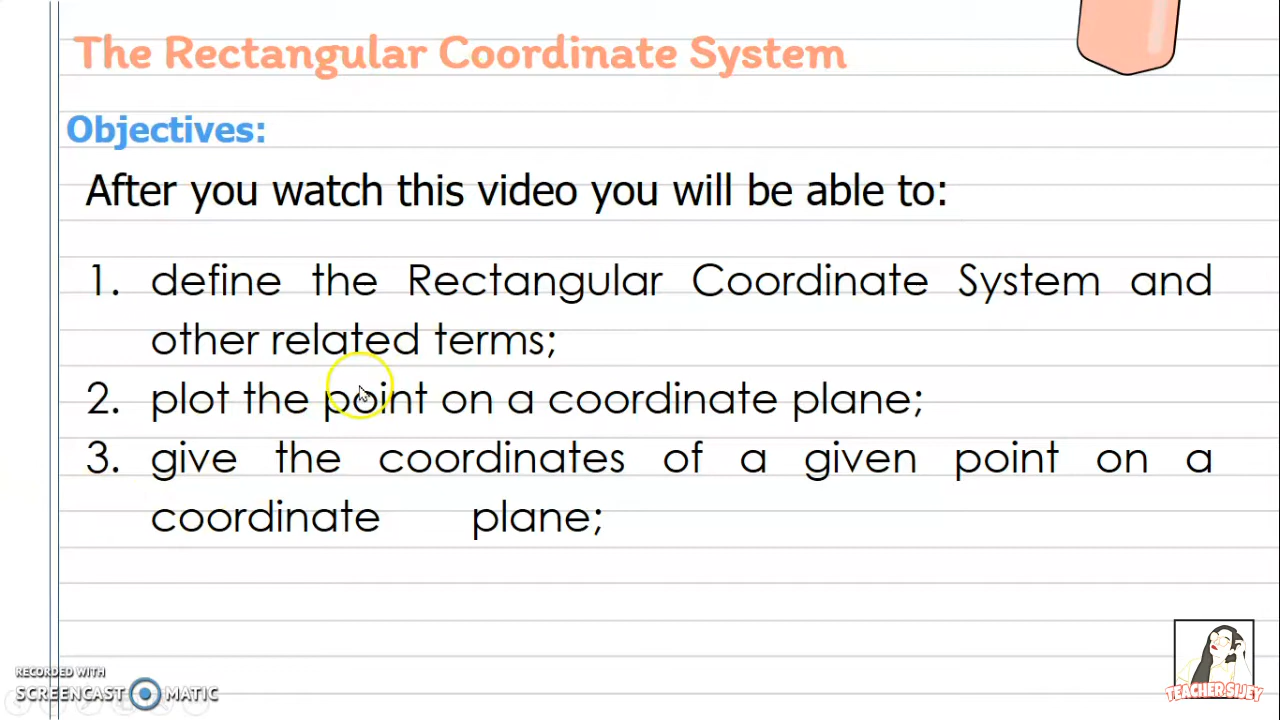 The Rectangular Coordinate System
Objectives:
After you watch this video you will be able to:
1. define the Rectangular Coordinate System and
other related terms;
2. plot the point on a coordinate plane;
3. give the coordinates of a given point on a
coordinate plane;
RECORDED WITH
SCREENCAST MATIC
TEACHER SIJEY